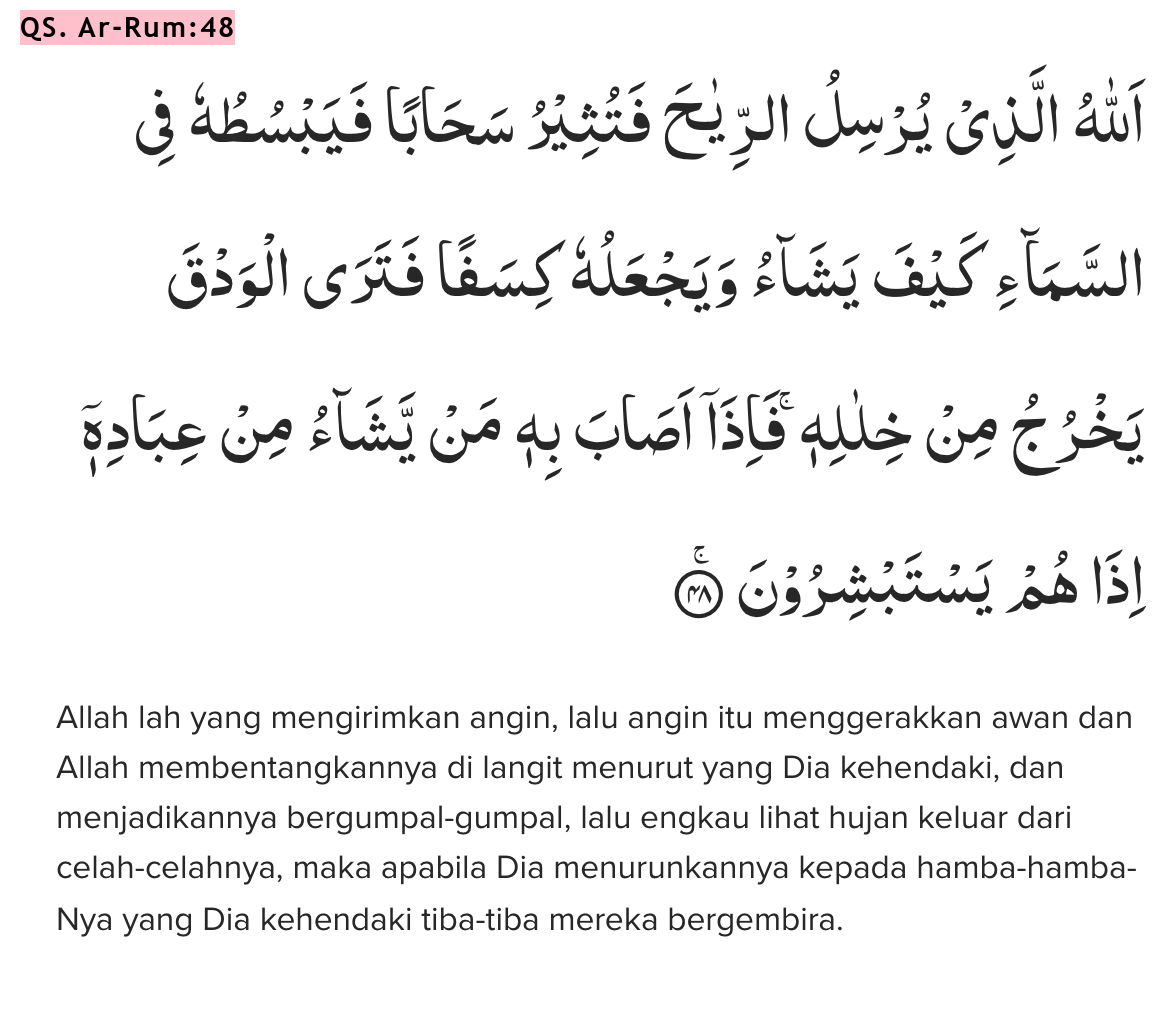 QS. Ar-Rum:48
اَللّٰهُ الَّذِيْ يُرْسِلُ الرِّيٰحَ فَتُثِيْرُ سَحَابًا فَيَبْسُطُهٗ فِى
السَّمَاۤءِ كَيْفَ يَشَاۤءُ وَيَجْعَلُهٗ كِسَفًا فَتَرَى الْوَدْقَ
يَخْرُجُ مِنْ خِلٰلِهٖۚ فَاِذَآ اَصَابَ بِهٖ مَنْ يَّشَاۤءُ مِنْ عِبَادِهٖٓ
اِذَا هُمْ يَسْتَبْشِرُوْنَۚ ٤٨
Allah lah yang mengirimkan angin, lalu angin itu menggerakkan awan dan
Allah membentangkannya di langit menurut yang Dia kehendaki, dan
menjadikannya bergumpal-gumpal, lalu engkau lihat hujan keluar dari
celah-celahnya, maka apabila Dia menurunkannya kepada hamba-hamba-
Nya yang Dia kehendaki tiba-tiba mereka bergembira.